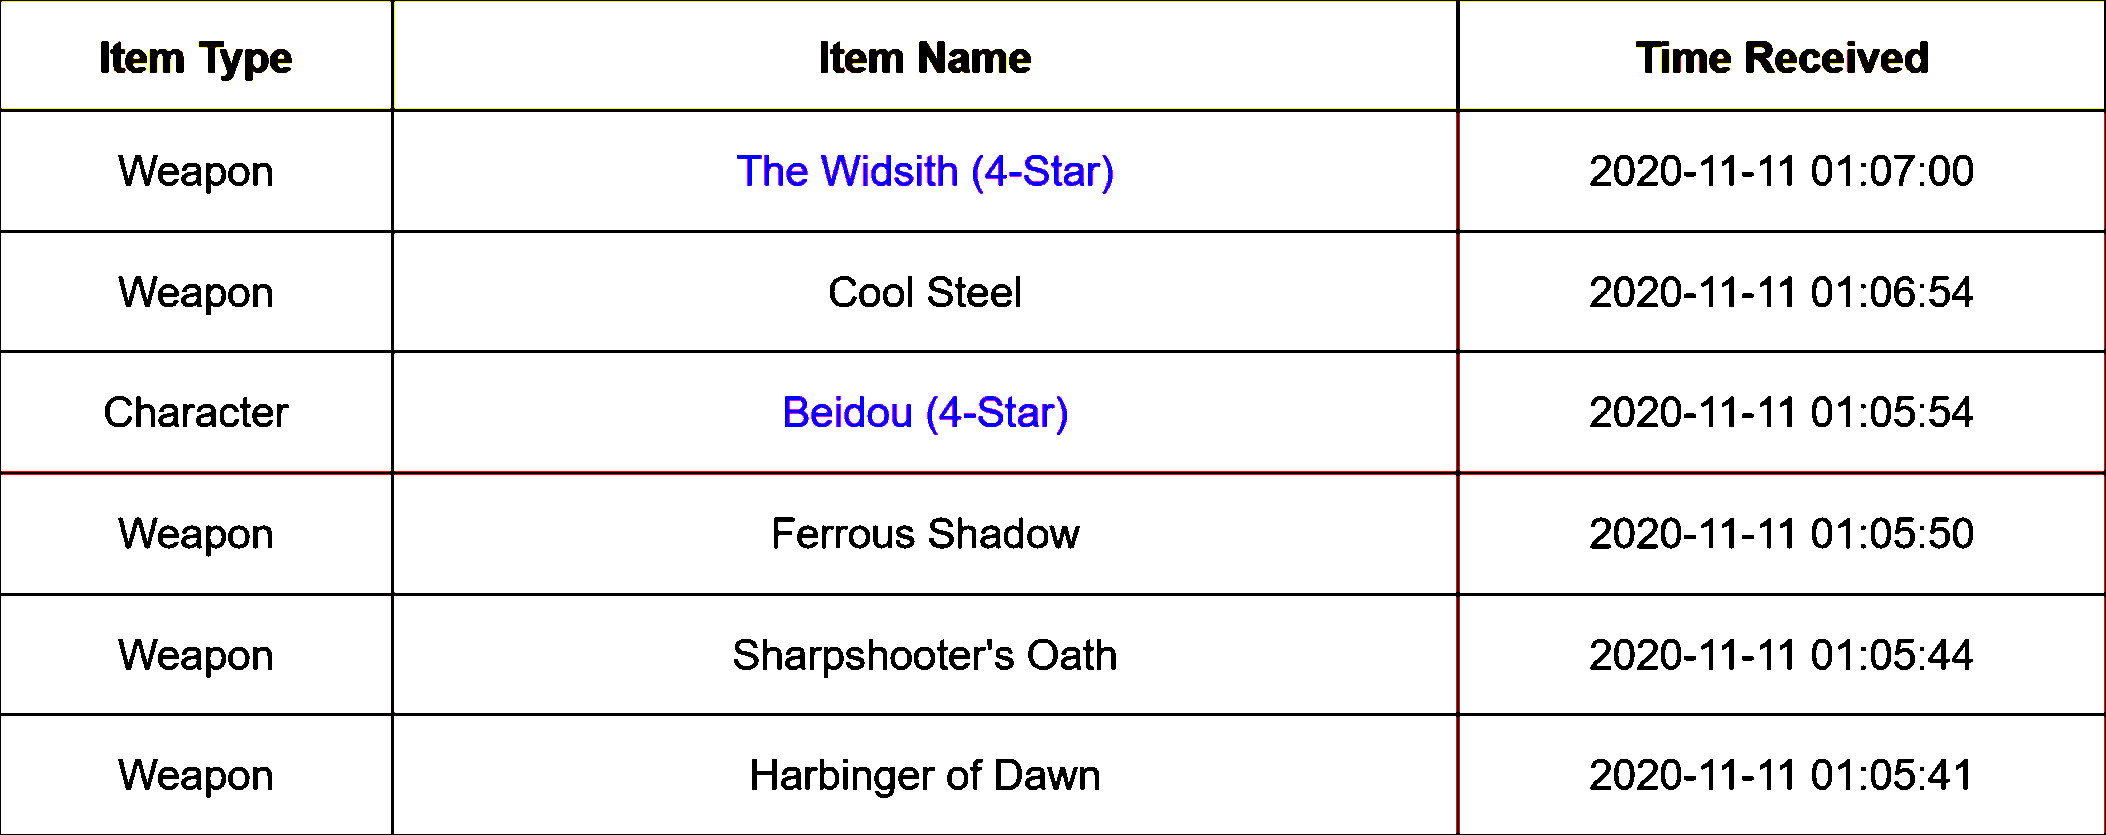 Item Type Item Name Time Received
Weapon The Widsith (4-Star) 2020-11-11 01:07:00
Weapon Cool Steel 2020-11-11 01:06:54
Character Beidou (4-Star) 2020-11-11 01:05:54
Weapon Ferrous Shadow 2020-11-11 01:05:50
Weapon Sharpshooter's Oath 2020-11-11 01:05:44
Weapon Harbinger of Dawn 2020-11-11 01:05:41